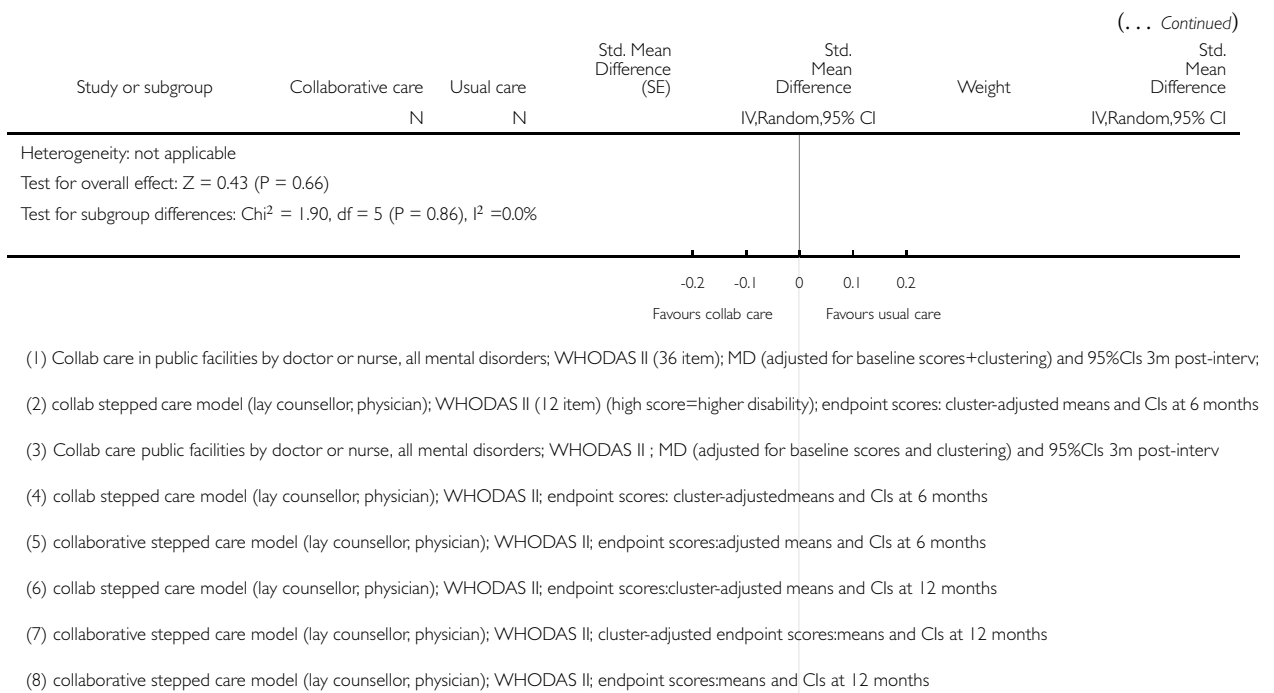 (... Continued)
Study or subgroup Collaborative care Usual care Std. Mean Difference (SE) Std. Mean Difference Weight Std. Mean Difference
N N IV,Random,95% CI IV,Random,95% CI
Heterogeneity: not applicable
Test for overall effect: Z = 0.43 (P = 0.66)
Test for subgroup differences: Chi² = 1.90, df = 5 (P = 0.86), I² =0.0%
-0.2 -0.1 0 0.1 0.2
Favours collab care Favours usual care
(1) Collab care in public facilities by doctor or nurse, all mental disorders; WHODAS II (36 item); MD (adjusted for baseline scores+clustering) and 95%CIs 3m post-interv;
(2) collab stepped care model (lay counsellor, physician); WHODAS II (12 item) (high score=higher disability); endpoint scores: cluster-adjusted means and CIs at 6 months
(3) Collab care public facilities by doctor or nurse, all mental disorders; WHODAS II ; MD (adjusted for baseline scores and clustering) and 95%CIs 3m post-interv
(4) collab stepped care model (lay counsellor, physician); WHODAS II; endpoint scores: cluster-adjustedmeans and CIs at 6 months
(5) collaborative stepped care model (lay counsellor, physician); WHODAS II; endpoint scores:adjusted means and CIs at 6 months
(6) collab stepped care model (lay counsellor, physician); WHODAS II; endpoint scores:cluster-adjusted means and CIs at 12 months
(7) collaborative stepped care model (lay counsellor, physician); WHODAS II; cluster-adjusted endpoint scores:means and CIs at 12 months
(8) collaborative stepped care model (lay counsellor, physician); WHODAS II; endpoint scores:means and CIs at 12 months